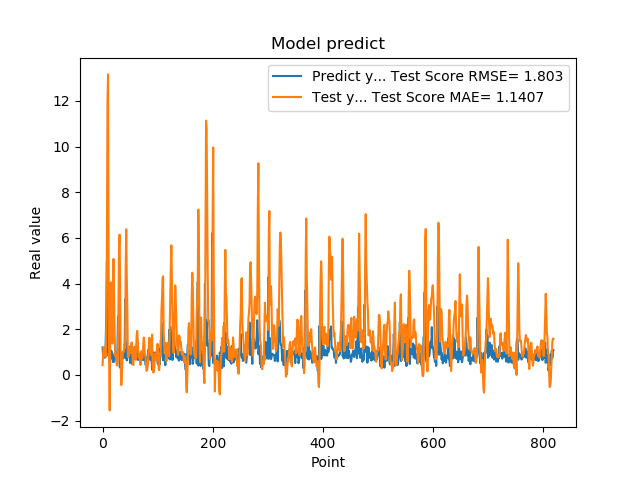 Model predict
Predict y... Test Score RMSE= 1.803
Test y... Test Score MAE= 1.1407
12
10
8
6
4
2
0
−2
Real value
0 200 400 600 800
Point